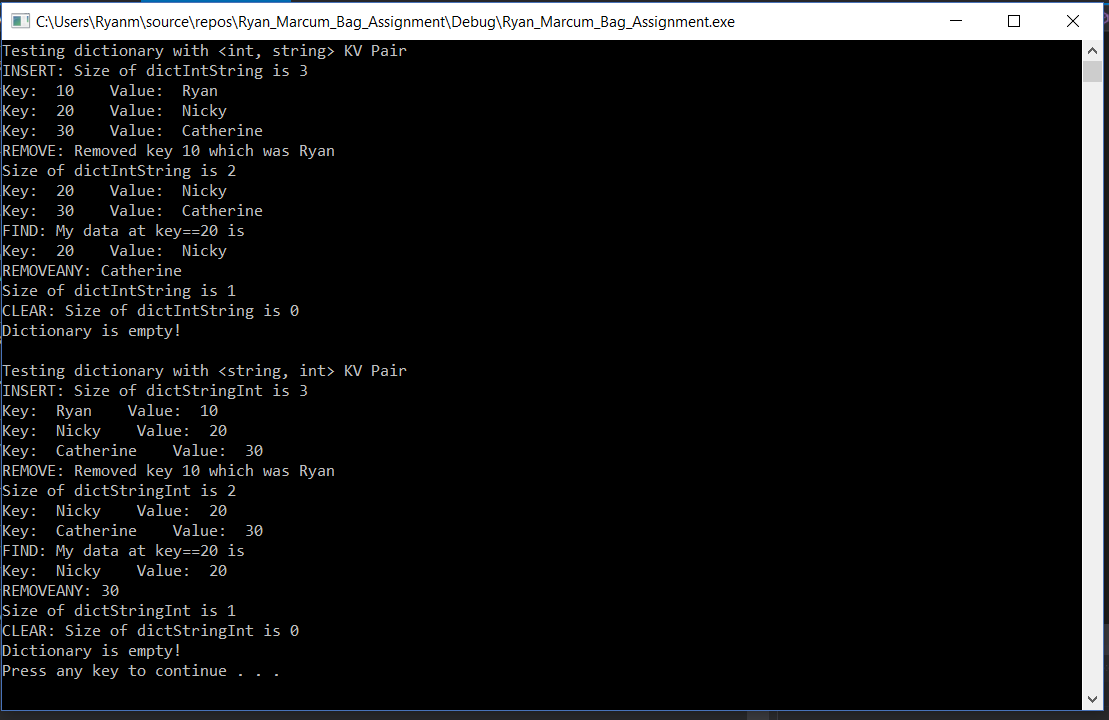 C:\Users\Ryanm\source\repos\Ryan_Marcum_Bag_Assignment\Debug\Ryan_Marcum_Bag_Assignment.exe
Testing dictionary with <int, string> KV Pair
INSERT: Size of dictIntString is 3
Key:  10    Value:  Ryan
Key:  20    Value:  Nicky
Key:  30    Value:  Catherine
REMOVE: Removed key 10 which was Ryan
Size of dictIntString is 2
Key:  20    Value:  Nicky
Key:  30    Value:  Catherine
FIND: My data at key==20 is
Key:  20    Value:  Nicky
REMOVEANY: Catherine
Size of dictIntString is 1
CLEAR: Size of dictIntString is 0
Dictionary is empty!

Testing dictionary with <string, int> KV Pair
INSERT: Size of dictStringInt is 3
Key:  Ryan    Value:  10
Key:  Nicky    Value:  20
Key:  Catherine    Value:  30
REMOVE: Removed key 10 which was Ryan
Size of dictStringInt is 2
Key:  Nicky    Value:  20
Key:  Catherine    Value:  30
FIND: My data at key==20 is
Key:  Nicky    Value:  20
REMOVEANY: 30
Size of dictStringInt is 1
CLEAR: Size of dictStringInt is 0
Dictionary is empty!
Press any key to continue . . .